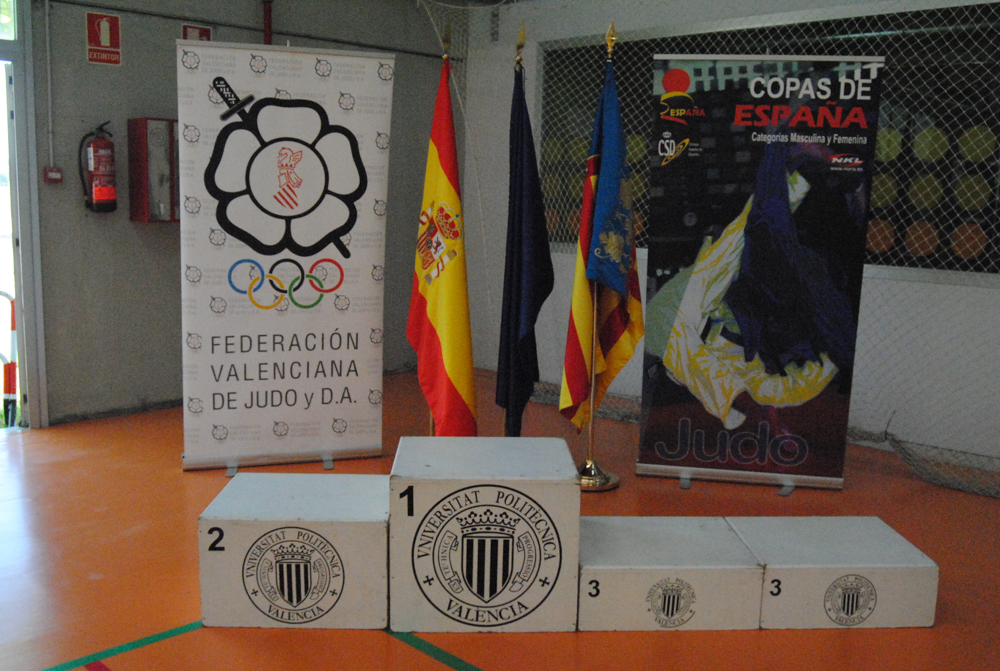 EXTINTOR
FEDERACIÓN
VALENCIANA
DE JUDO y D.A.
ESPAÑA
CSD
COPAS DE
ESPAÑA
Categorías Masculina y Femenina
NKL
Judo
2
UNIVERSITAT POLITECNICA
VALENCIA
1
UNIVERSITAT POLITECNICA
VALENCIA
3
UNIVERSITAT POLITECNICA
VALENCIA
3
UNIVERSITAT POLITECNICA
VALENCIA